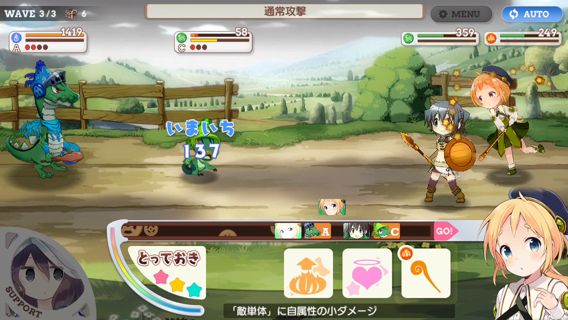 WAVE 3/3 6
通常攻撃
MENU
AUTO
1419
A
58
C
359
249
いまいち
137
A
C
GO!
とっておき
SUPPORT
「敵単体」に自属性の小ダメージ